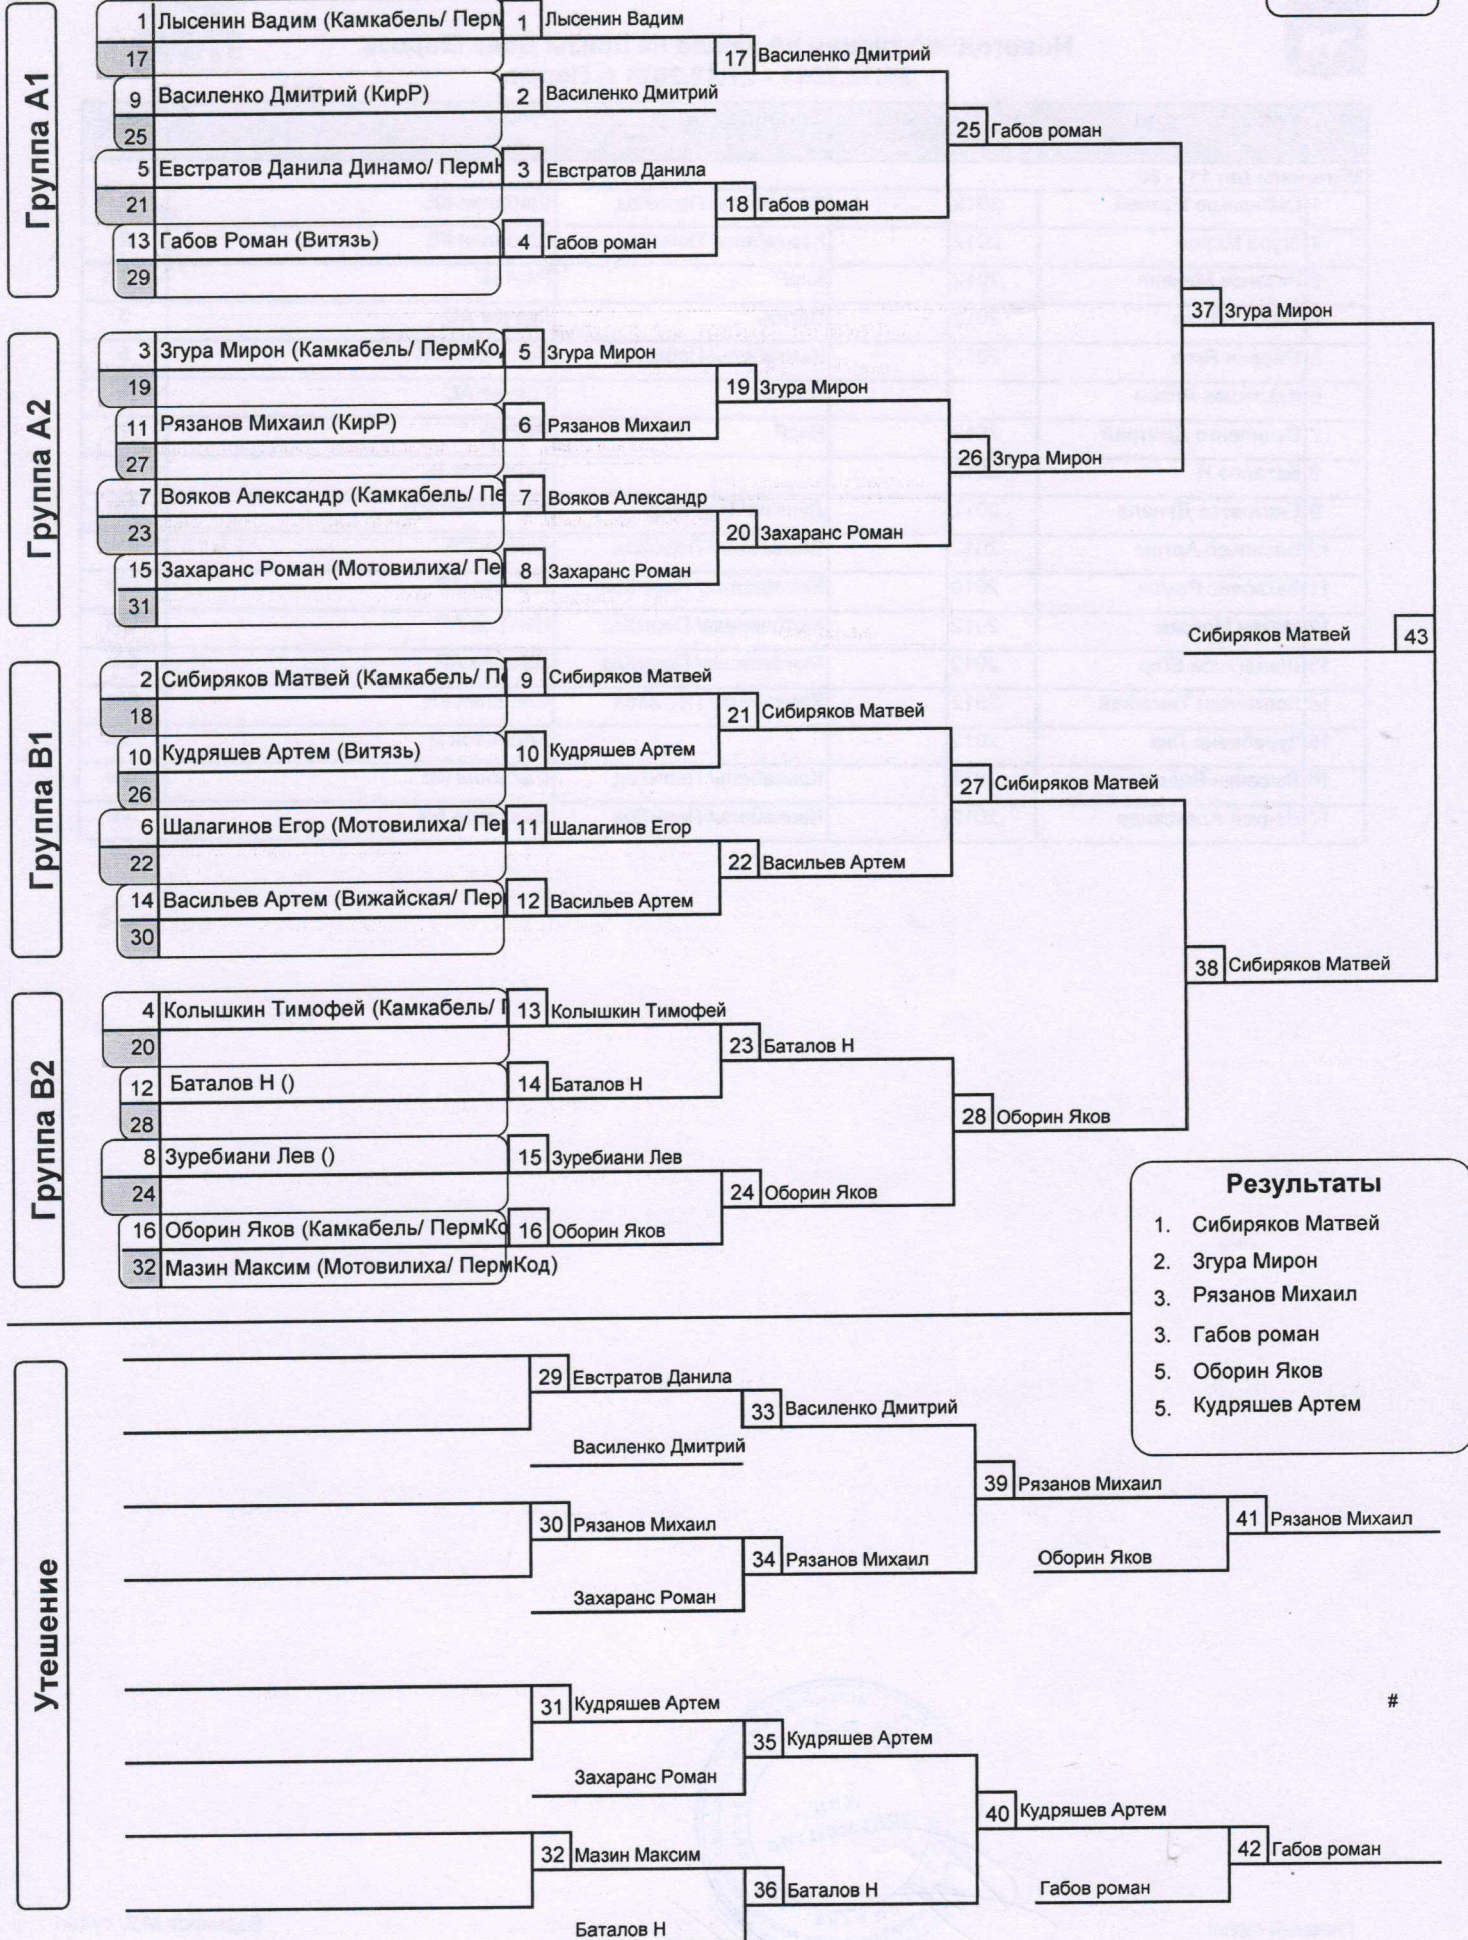 Группа А1
1 Лысенин Вадим (Камкабель/ Перм
17
9 Василенко Дмитрий (КирР)
25
5 Евстратов Данила Динамо/ ПермК
21
13 Габов Роман (Витязь)
29
1 Лысенин Вадим
2 Василенко Дмитрий
3 Евстратов Данила
4 Габов роман
17 Василенко Дмитрий
18 Габов роман
25 Габов роман
Группа А2
3 Згура Мирон (Камкабель/ ПермКод
19
11 Рязанов Михаил (КирР)
27
7 Вояков Александр (Камкабель/ Пе
23
15 Захаранс Роман (Мотовилиха/ Пе
31
5 Згура Мирон
6 Рязанов Михаил
7 Вояков Александр
8 Захаранс Роман
19 Згура Мирон
20 Захаранс Роман
26 Згура Мирон
37 Згура Мирон
Сибиряков Матвей 43
Группа В1
2 Сибиряков Матвей (Камкабель/ Пе
18
10 Кудряшев Артем (Витязь)
26
6 Шалагинов Егор (Мотовилиха/ Пер
22
14 Васильев Артем (Вижайская/ Пер
30
9 Сибиряков Матвей
10 Кудряшев Артем
11 Шалагинов Егор
12 Васильев Артем
21 Сибиряков Матвей
22 Васильев Артем
27 Сибиряков Матвей
38 Сибиряков Матвей
Группа В2
4 Колышкин Тимофей (Камкабель/ П
20
12 Баталов Н ()
28
8 Зуребиани Лев ()
24
16 Оборин Яков (Камкабель/ ПермКо
32 Мазин Максим (Мотовилиха/ ПермКод)
13 Колышкин Тимофей
14 Баталов Н
15 Зуребиани Лев
16 Оборин Яков
23 Баталов Н
24 Оборин Яков
28 Оборин Яков
Результаты
1. Сибиряков Матвей
2. Згура Мирон
3. Рязанов Михаил
3. Габов роман
5. Оборин Яков
5. Кудряшев Артем
Утешение
29 Евстратов Данила
Василенко Дмитрий
30 Рязанов Михаил
Захаранс Роман
33 Василенко Дмитрий
34 Рязанов Михаил
39 Рязанов Михаил
Оборин Яков
41 Рязанов Михаил
#
31 Кудряшев Артем
Захаранс Роман
32 Мазин Максим
Баталов Н
35 Кудряшев Артем
36 Баталов Н
40 Кудряшев Артем
Габов роман
42 Габов роман